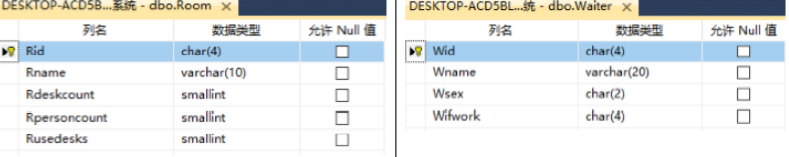 DESKTOP-ACD5B...系统 - dbo.Room ×
列名 数据类型 允许 Null 值
Rid char(4)
Rname varchar(10)
Rdeskcount smallint
Rpersoncount smallint
Rusedesks smallint
DESKTOP-ACD5BL...统 - dbo.Waiter ×
列名 数据类型 允许 Null 值
Wid char(4)
Wname varchar(20)
Wsex char(2)
Wifwork char(4)